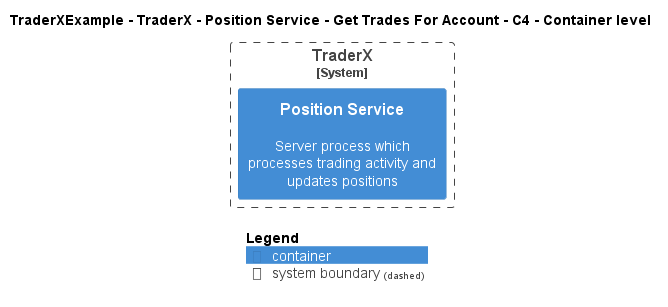 TraderXExample - TraderX - Position Service - Get Trades For Account - C4 - Container level
TraderX
[System]
Position Service
Server process which
processes trading activity and
updates positions
Legend
container
system boundary (dashed)